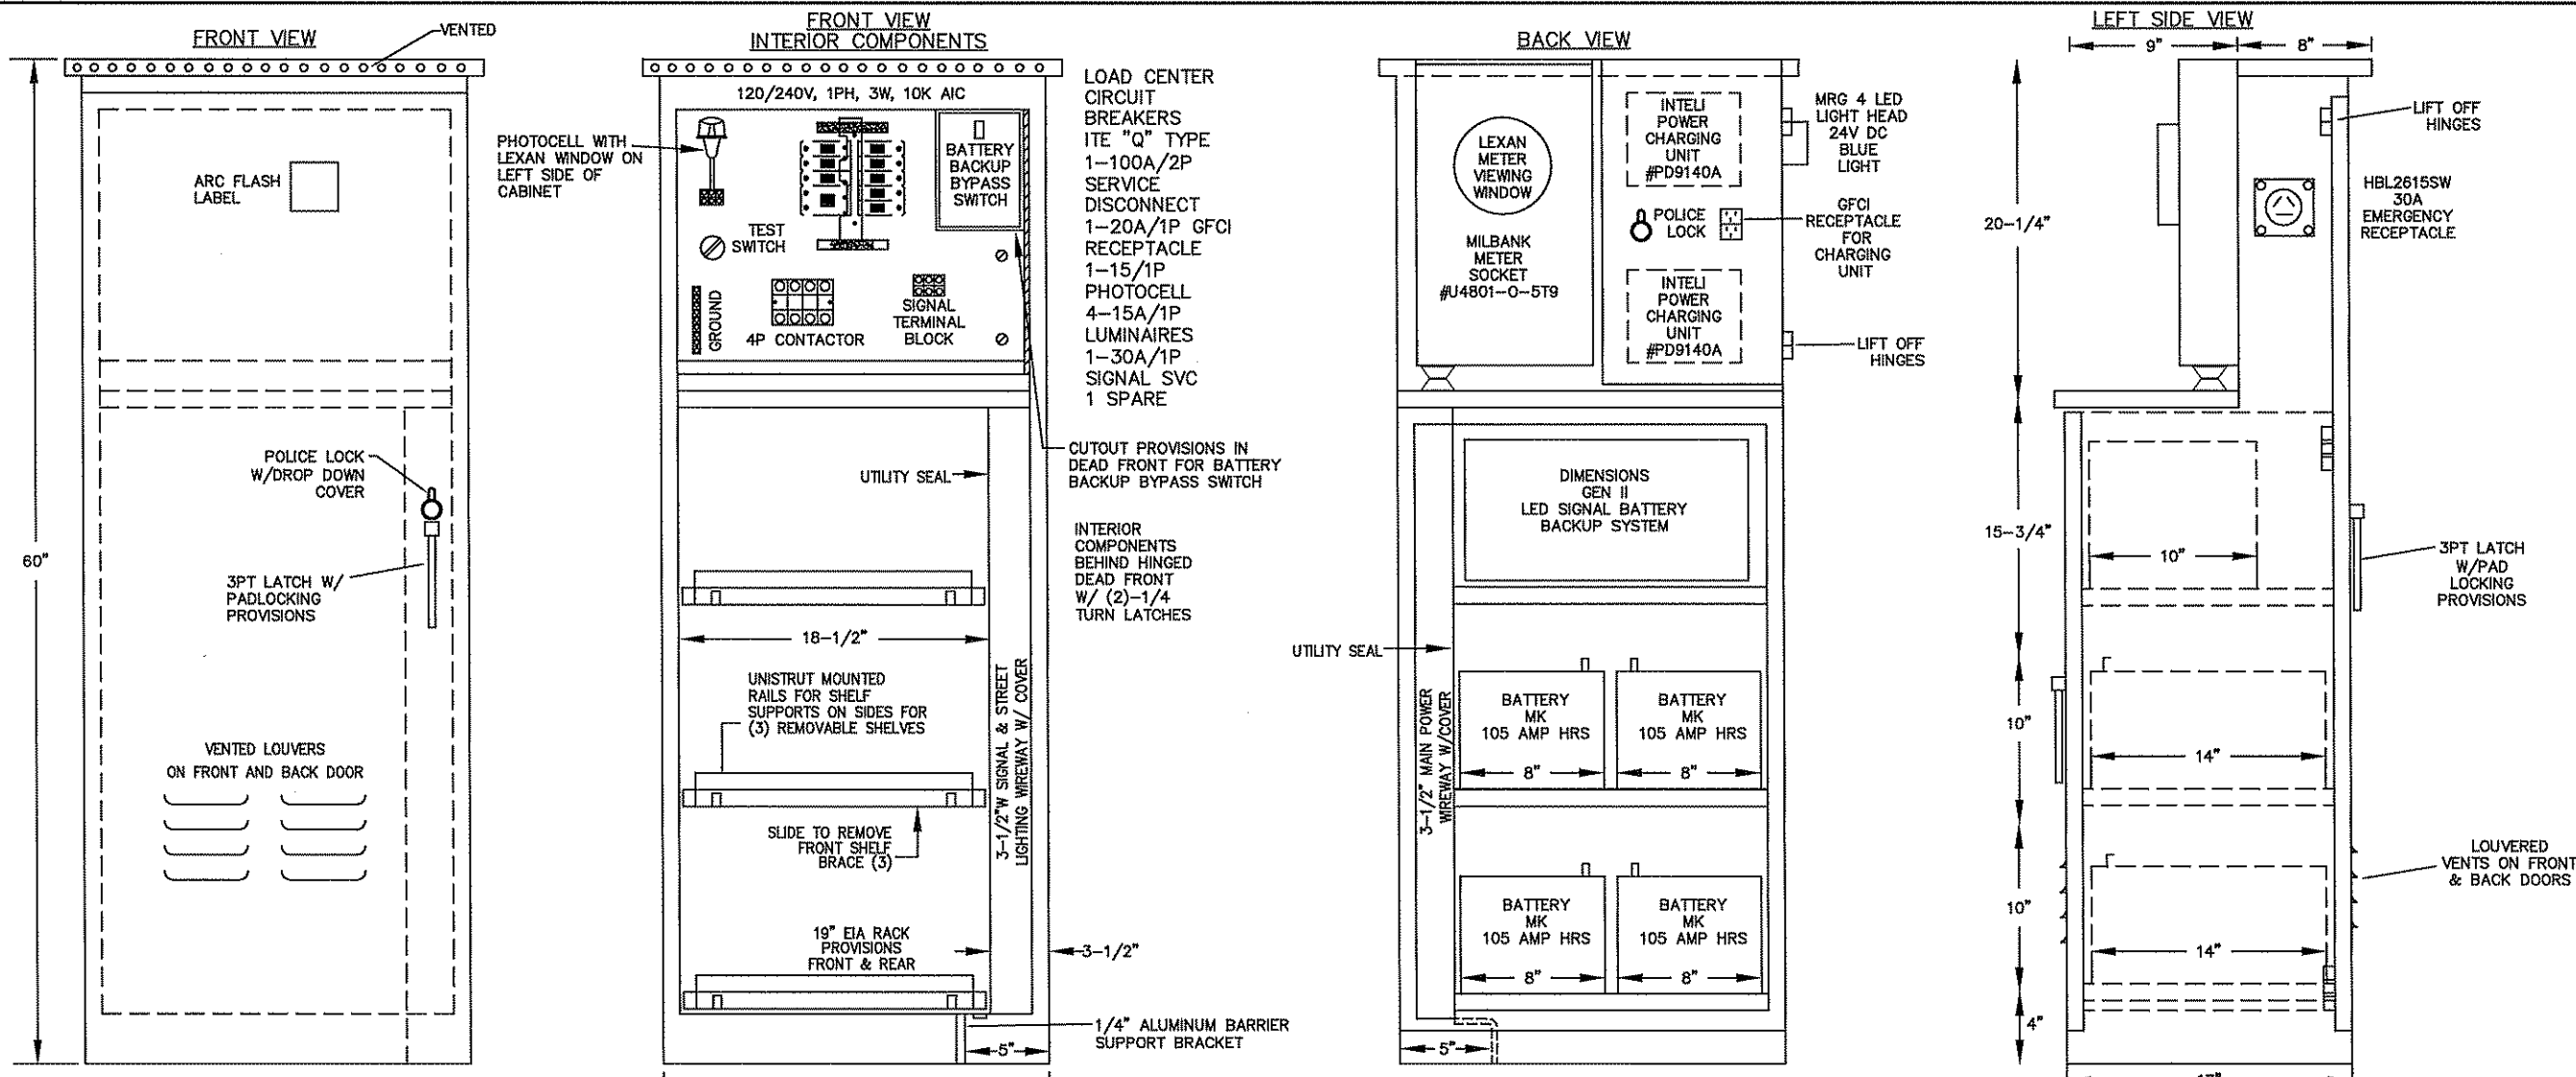 FRONT VIEW
VENTED
ARC FLASH
LABEL
POLICE LOCK
W/DROP DOWN
COVER
60"
3PT LATCH W/
PADLOCKING
PROVISIONS
VENTED LOUVERS
ON FRONT AND BACK DOOR
FRONT VIEW
INTERIOR COMPONENTS
120/240V, 1PH, 3W, 10K AIC
PHOTOCELL WITH
LEXAN WINDOW ON
LEFT SIDE OF
CABINET
BATTERY
BACKUP
BYPASS
SWITCH
TEST
SWITCH
GROUND
4P CONTACTOR
SIGNAL
TERMINAL
BLOCK
LOAD CENTER
CIRCUIT
BREAKERS
ITE "Q" TYPE
1-100A/2P
SERVICE
DISCONNECT
1-20A/1P GFCI
RECEPTACLE
1-15/1P
PHOTOCELL
4-15A/1P
LUMINAIRES
1-30A/1P
SIGNAL SVC
1 SPARE
UTILITY SEAL
CUTOUT PROVISIONS IN
DEAD FRONT FOR BATTERY
BACKUP BYPASS SWITCH
INTERIOR
COMPONENTS
BEHIND HINGED
DEAD FRONT
W/ (2)-1/4
TURN LATCHES
18-1/2"
UNISTRUT MOUNTED
RAILS FOR SHELF
SUPPORTS ON SIDES FOR
(3) REMOVABLE SHELVES
3-1/2"W SIGNAL & STREET
LIGHTING WIREWAY W/ COVER
SLIDE TO REMOVE
FRONT SHELF
BRACE (3)
19" EIA RACK
PROVISIONS
FRONT & REAR
3-1/2"
1/4" ALUMINUM BARRIER
SUPPORT BRACKET
5"
BACK VIEW
LEXAN
METER
VIEWING
WINDOW
MILBANK
METER
SOCKET
#U4801-O-5T9
INTELI
POWER
CHARGING
UNIT
#PD9140A
POLICE
LOCK
INTELI
POWER
CHARGING
UNIT
#PD9140A
MRG 4 LED
LIGHT HEAD
24V DC
BLUE
LIGHT
GFCI
RECEPTACLE
FOR
CHARGING
UNIT
LIFT OFF
HINGES
DIMENSIONS
GEN II
LED SIGNAL BATTERY
BACKUP SYSTEM
UTILITY SEAL
3-1/2" MAIN POWER
WIREWAY W/COVER
BATTERY
MK
105 AMP HRS
8"
BATTERY
MK
105 AMP HRS
8"
BATTERY
MK
105 AMP HRS
8"
BATTERY
MK
105 AMP HRS
8"
5"
LEFT SIDE VIEW
9"
8"
LIFT OFF
HINGES
HBL2615SW
30A
EMERGENCY
RECEPTACLE
20-1/4"
15-3/4"
10"
3PT LATCH
W/PAD
LOCKING
PROVISIONS
10"
14"
10"
14"
LOUVERED
VENTS ON FRONT
& BACK DOORS
4"